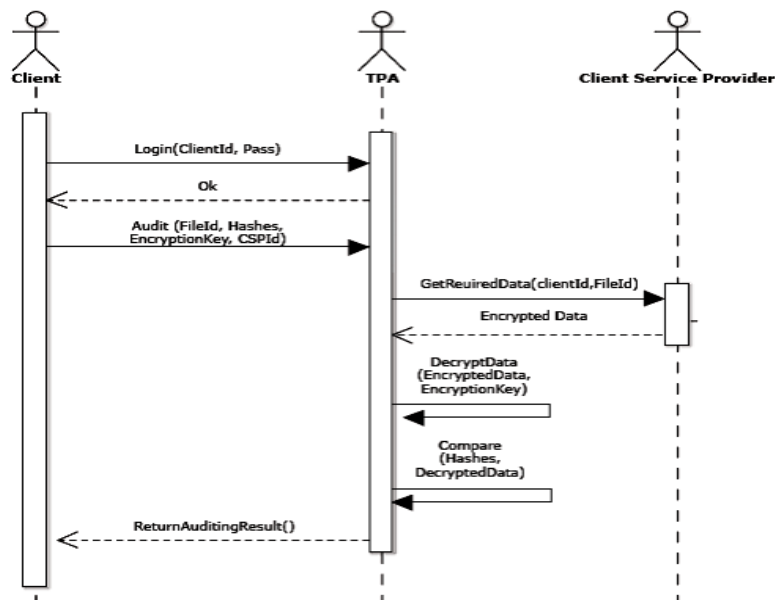 Client
TPA
Client Service Provider
Login(ClientId, Pass)
Ok
Audit (FileId, Hashes,
EncryptionKey, CSPId)
GetReuiredData(clientId,FileId)
Encrypted Data
DecryptData
(EncryptedData,
EncryptionKey)
Compare
(Hashes,
DecryptedData)
ReturnAuditingResult()